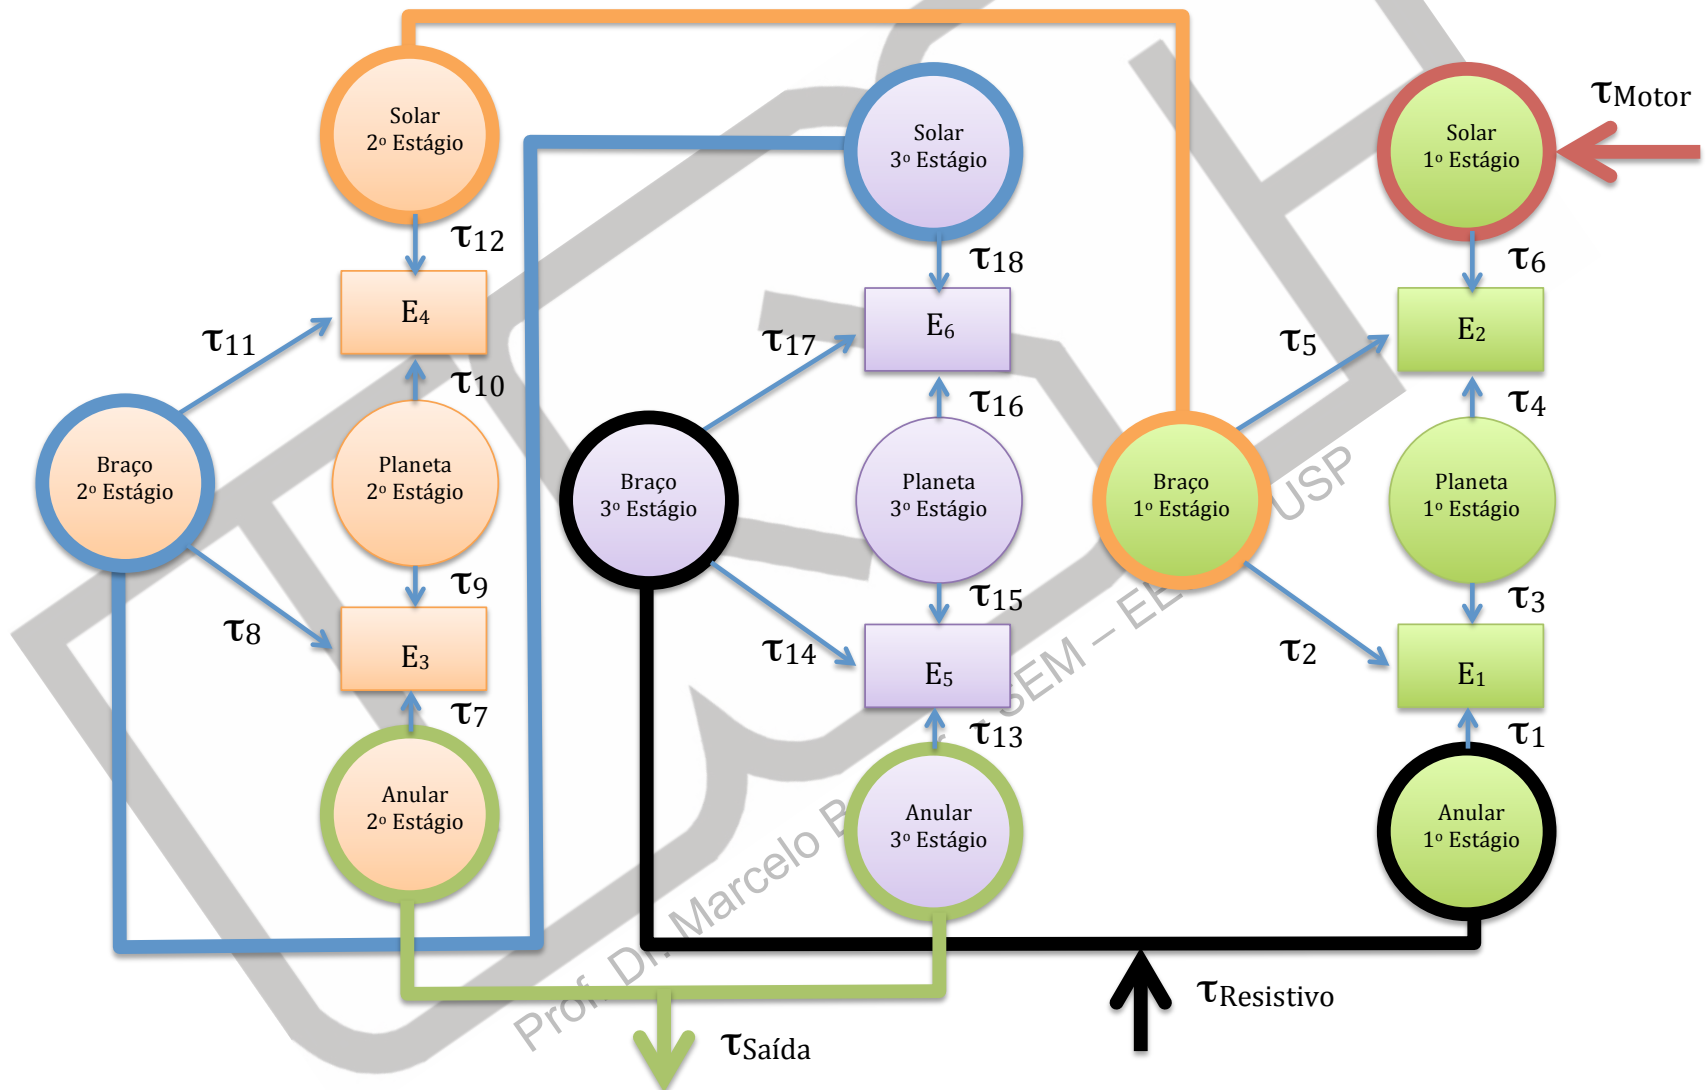 Solar
2º Estágio
Solar
3º Estágio
Solar
1º Estágio
τMotor
τ12
τ18
τ6
E4
E6
E2
τ11
τ17
τ5
τ10
τ16
τ4
Braço
2º Estágio
Planeta
2º Estágio
Braço
3º Estágio
Planeta
3º Estágio
Braço
1º Estágio
Planeta
1º Estágio
τ9
τ15
τ3
τ8
τ14
τ2
E3
E5
E1
τ7
τ13
τ1
Anular
2º Estágio
Anular
3º Estágio
Anular
1º Estágio
τResistivo
τSaída
Prof. Dr. Marcelo SEM – USP